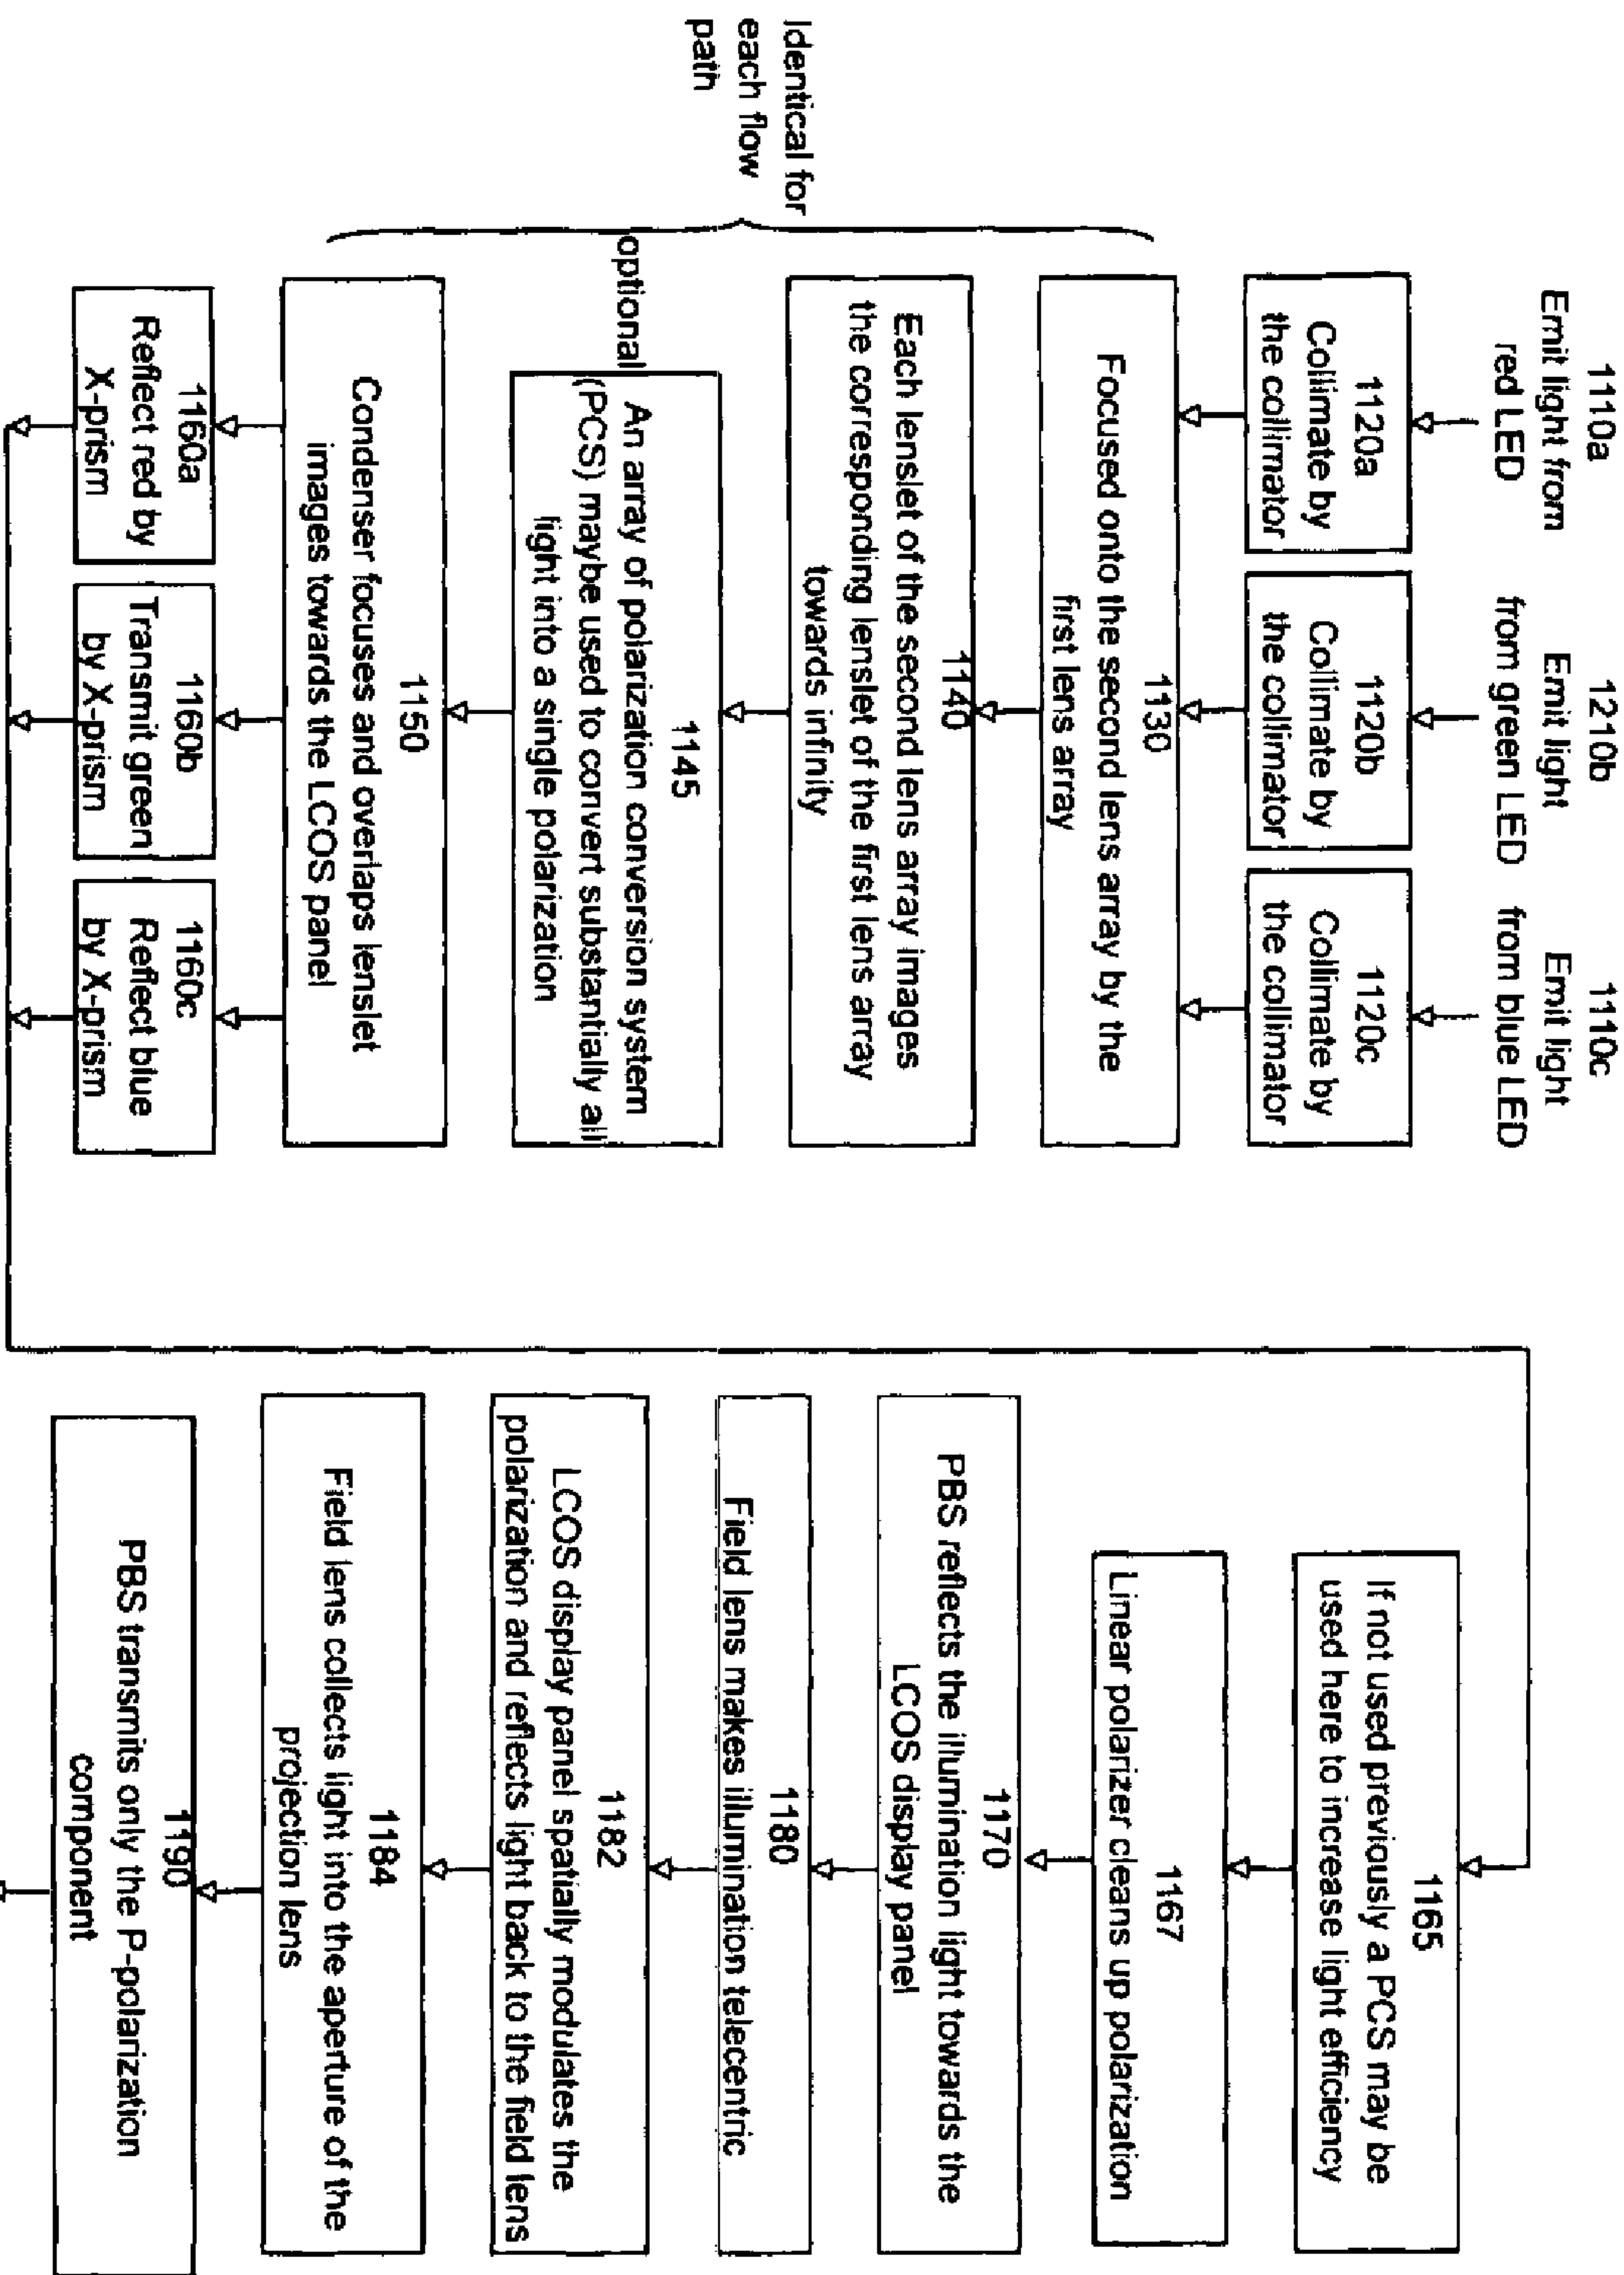 1110a
Emit light from
red LED
1210b
Emit light
from green LED
1110c
Emit light
from blue LED
1120a
Collimate by
the collimator
1120b
Collimate by
the collimator
1120c
Collimate by
the collimator
Identical for
each flow
path
1130
Focused onto the second lens array by the
first lens array
1140
Each lenslet of the second lens array images
the corresponding lenslet of the first lens array
towards infinity
optional
1145
An array of polarization conversion system
(PCS) maybe used to convert substantially all
light into a single polarization
1150
Condenser focuses and overlaps lenslet
images towards the LCOS panel
1160a
Reflect red by
X-prism
1160b
Transmit green
by X-prism
1160c
Reflect blue
by X-prism
1165
If not used previously a PCS may be
used here to increase light efficiency
1167
Linear polarizer cleans up polarization
1170
PBS reflects the illumination light towards the
LCOS display panel
1180
Field lens makes illumination telecentric
1182
LCOS display panel spatially modulates the
polarization and reflects light back to the field lens
1184
Field lens collects light into the aperture of the
projection lens
1190
PBS transmits only the P-polarization
component